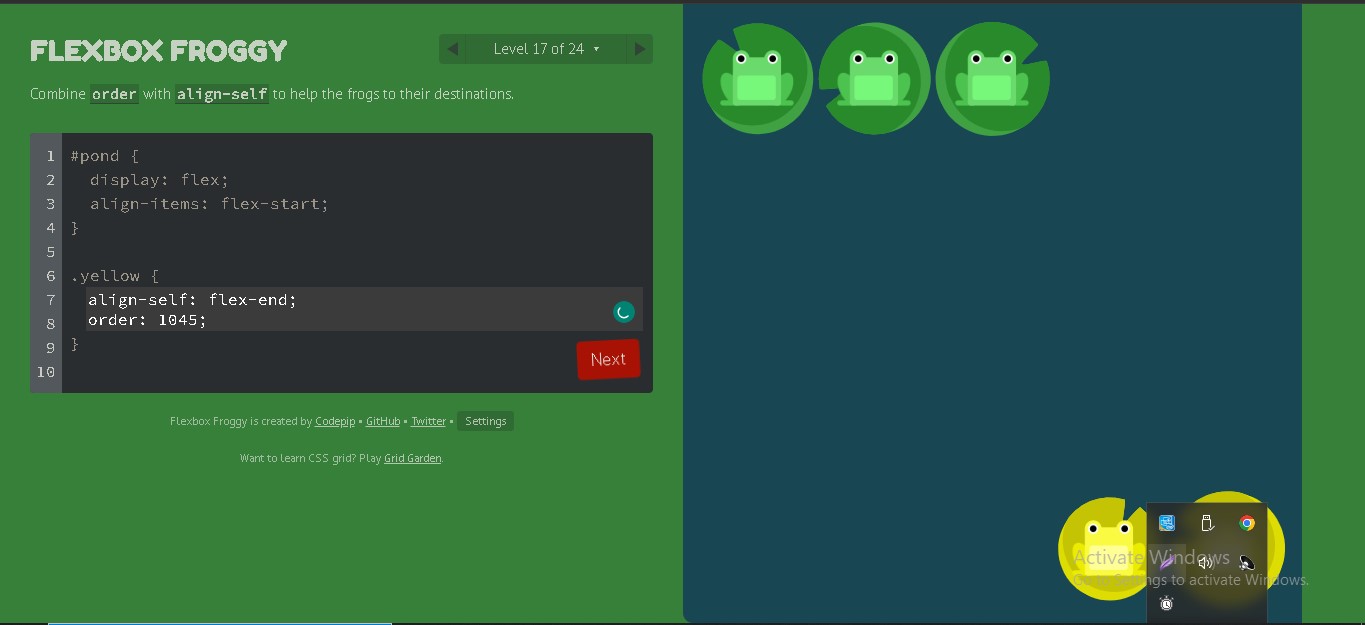 FLEXBOX FROGGY
Level 17 of 24 ▾
Combine order with align-self to help the frogs to their destinations.
1 #pond {
2 display: flex;
3 align-items: flex-start;
4 }
5
6 .yellow {
7 align-self: flex-end;
8 order: 1045;
9 }
10
Next
Flexbox Froggy is created by Codepip • GitHub • Twitter • Settings
Want to learn CSS grid? Play Grid Garden.
Activate Windows
Go to Settings to activate Windows.